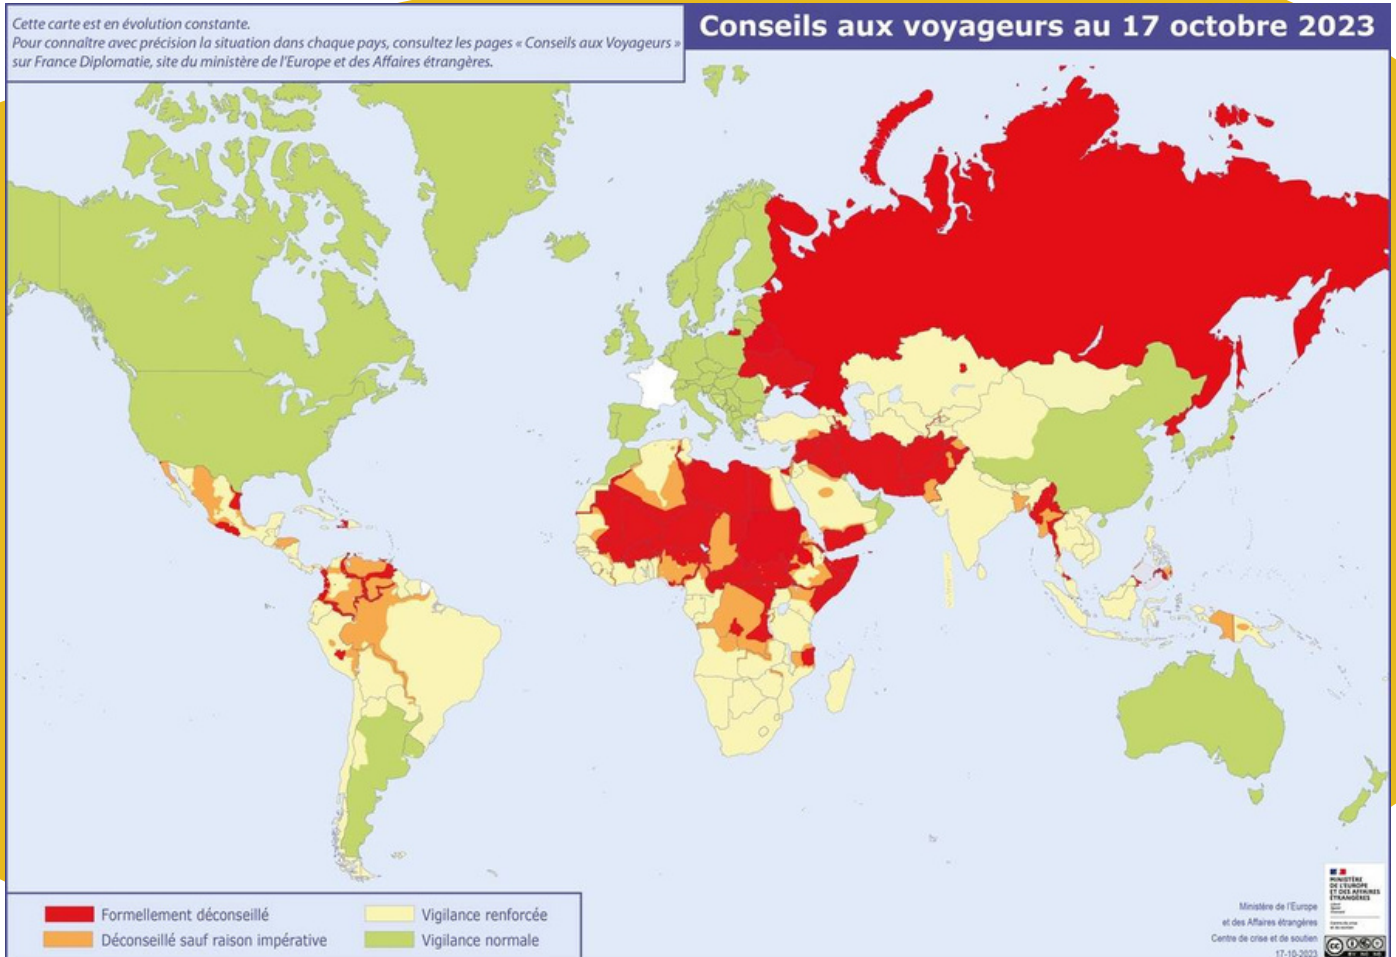 Cette carte est en évolution constante.
Pour connaître avec précision la situation dans chaque pays, consultez les pages « Conseils aux Voyageurs »
sur France Diplomatie, site du ministère de l'Europe et des Affaires étrangères.
Conseils aux voyageurs au 17 octobre 2023
Formellement déconseillé
Déconseillé sauf raison impérative
Vigilance renforcée
Vigilance normale
Ministère de l'Europe
et des Affaires étrangères
Centre de crise et de soutien
17-10-2023
MINISTÈRE
DE L'EUROPE
ET DES AFFAIRES
ÉTRANGÈRES